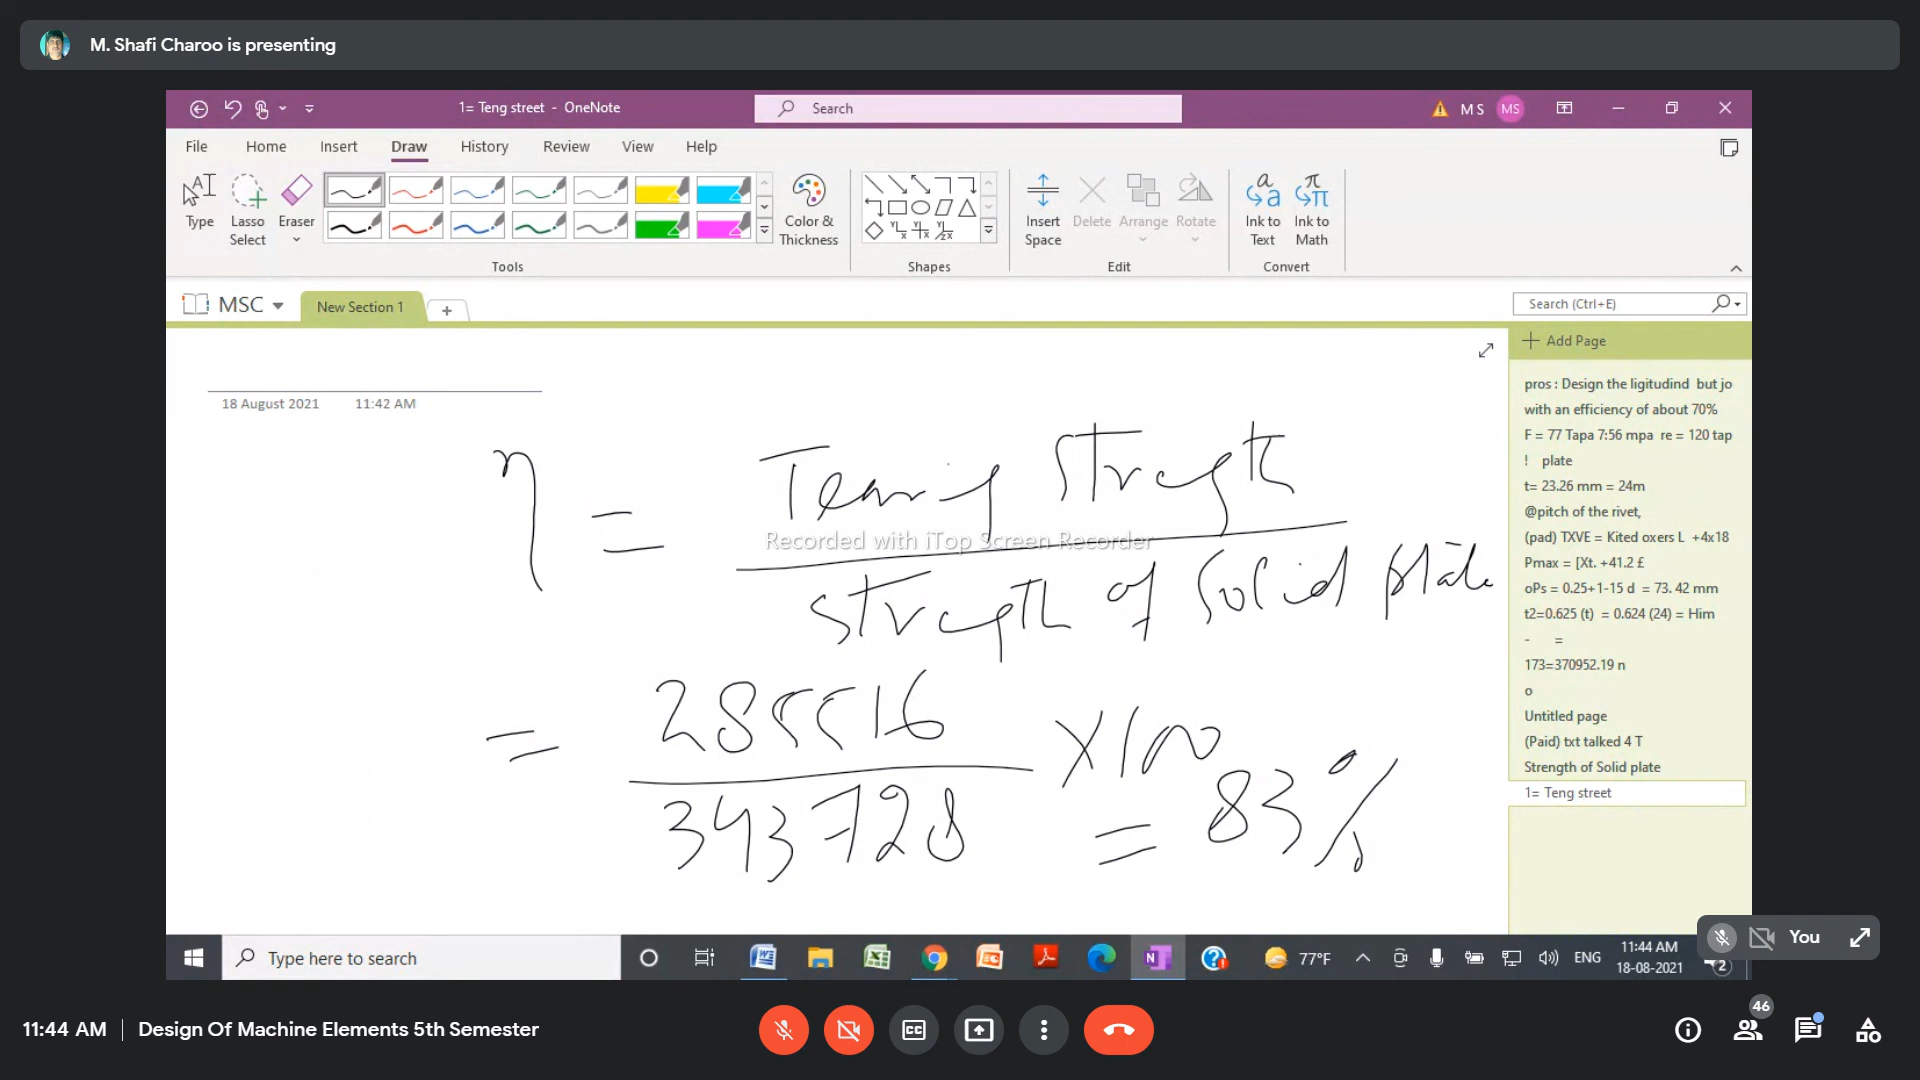 M. Shafi Charoo is presenting
1= Teng street - OneNote
Search
M S
MS
File Home Insert Draw History Review View Help
Type
Lasso Select
Eraser
Color & Thickness
Insert Space
Delete
Arrange
Rotate
Ink to Text
Ink to Math
Tools
Shapes
Edit
Convert
MSC
New Section 1
Search (Ctrl+E)
Add Page
18 August 2021 11:42 AM
η = Tearing strength
Recorded with iTop Screen Recorder
strength of solid plate
= 285516
343728
X100
= 83%
pros : Design the ligitudind but jo
with an efficiency of about 70%
F = 77 Tapa 7:56 mpa re = 120 tap
! plate
t= 23.26 mm = 24m
@pitch of the rivet,
(pad) TXVE = Kited oxers L +4x18
Pmax = [Xt. +41.2 £
oPs = 0.25+1-15 d = 73. 42 mm
t2=0.625 (t) = 0.624 (24) = Him
- =
173=370952.19 n
o
Untitled page
(Paid) txt talked 4 T
Strength of Solid plate
1= Teng street
Type here to search
77°F
ENG
11:44 AM
18-08-2021
2
You
11:44 AM | Design Of Machine Elements 5th Semester
CC
46